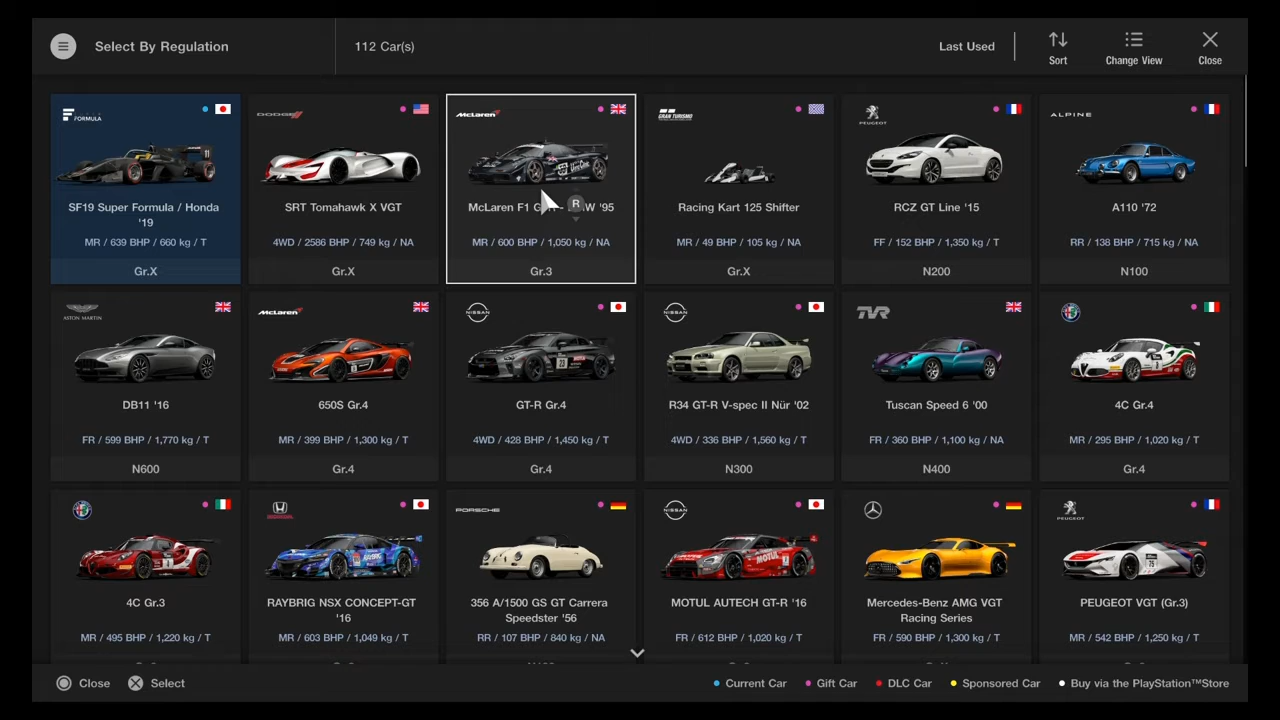 Select By Regulation
112 Car(s)
Last Used
Sort
Change View
Close
FORMULA
SF19 Super Formula / Honda
'19
MR / 639 BHP / 660 kg / T
Gr.X
DODGE
SRT Tomahawk X VGT
4WD / 2586 BHP / 749 kg / NA
Gr.X
McLaren
McLaren F1 G
W '95
R
MR / 600 BHP / 1,050 kg / NA
Gr.3
GRAN TURISMO
Racing Kart 125 Shifter
MR / 49 BHP / 105 kg / NA
Gr.X
PEUGEOT
RCZ GT Line '15
FF / 152 BHP / 1,350 kg / T
N200
ALPINE
A110 '72
RR / 138 BHP / 715 kg / NA
N100
ASTON MARTIN
DB11 '16
FR / 599 BHP / 1,770 kg / T
N600
McLaren
650S Gr.4
MR / 399 BHP / 1,300 kg / T
Gr.4
NISSAN
GT-R Gr.4
4WD / 428 BHP / 1,450 kg / T
Gr.4
NISSAN
R34 GT-R V-spec II Nür '02
4WD / 336 BHP / 1,560 kg / T
N300
TVR
Tuscan Speed 6 '00
FR / 360 BHP / 1,100 kg / NA
N400
4C Gr.4
MR / 295 BHP / 1,020 kg / T
Gr.4
4C Gr.3
MR / 495 BHP / 1,220 kg / T
HONDA
RAYBRIG NSX CONCEPT-GT
'16
MR / 603 BHP / 1,049 kg / T
PORSCHE
356 A/1500 GS GT Carrera
Speedster '56
RR / 107 BHP / 840 kg / NA
NISSAN
MOTUL
MOTUL AUTECH GT-R '16
FR / 612 BHP / 1,020 kg / T
Mercedes-Benz AMG VGT
Racing Series
FR / 590 BHP / 1,300 kg / T
PEUGEOT
PEUGEOT VGT (Gr.3)
MR / 542 BHP / 1,250 kg / T
Close
Select
Current Car
Gift Car
DLC Car
Sponsored Car
Buy via the PlayStation™Store